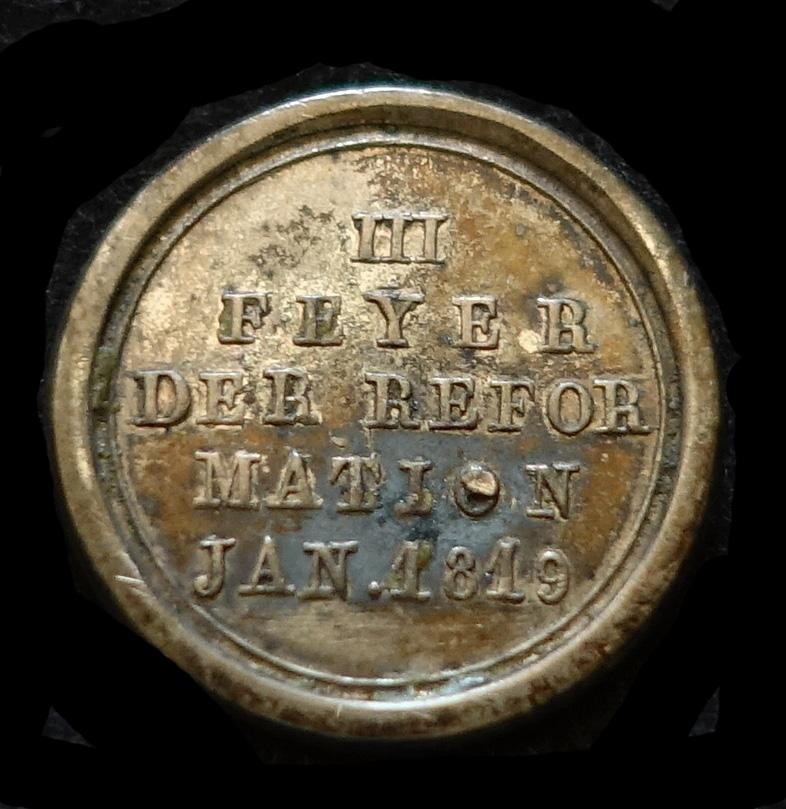 III
FEYER
DER REFOR
MATION
JAN. 1819